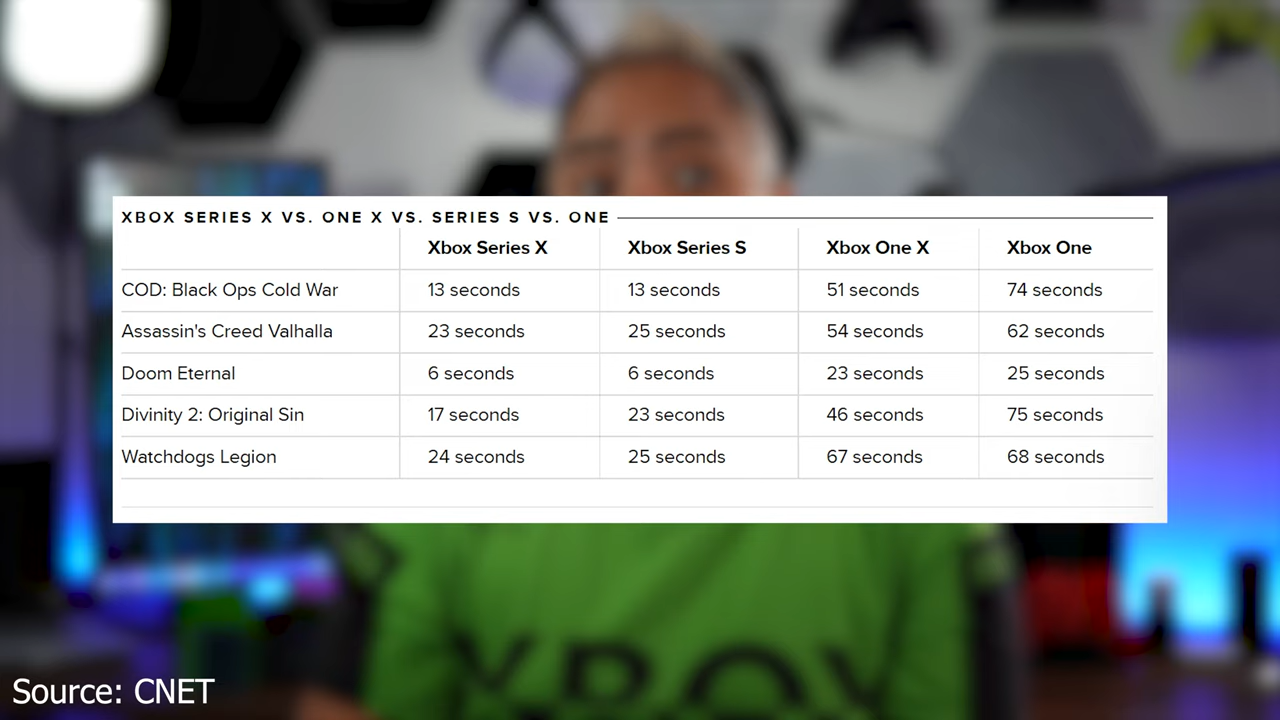 XBOX SERIES X VS. ONE X VS. SERIES S VS. ONE
Xbox Series X Xbox Series S Xbox One X Xbox One
COD: Black Ops Cold War 13 seconds 13 seconds 51 seconds 74 seconds
Assassin's Creed Valhalla 23 seconds 25 seconds 54 seconds 62 seconds
Doom Eternal 6 seconds 6 seconds 23 seconds 25 seconds
Divinity 2: Original Sin 17 seconds 23 seconds 46 seconds 75 seconds
Watchdogs Legion 24 seconds 25 seconds 67 seconds 68 seconds
XBOX
Source: CNET